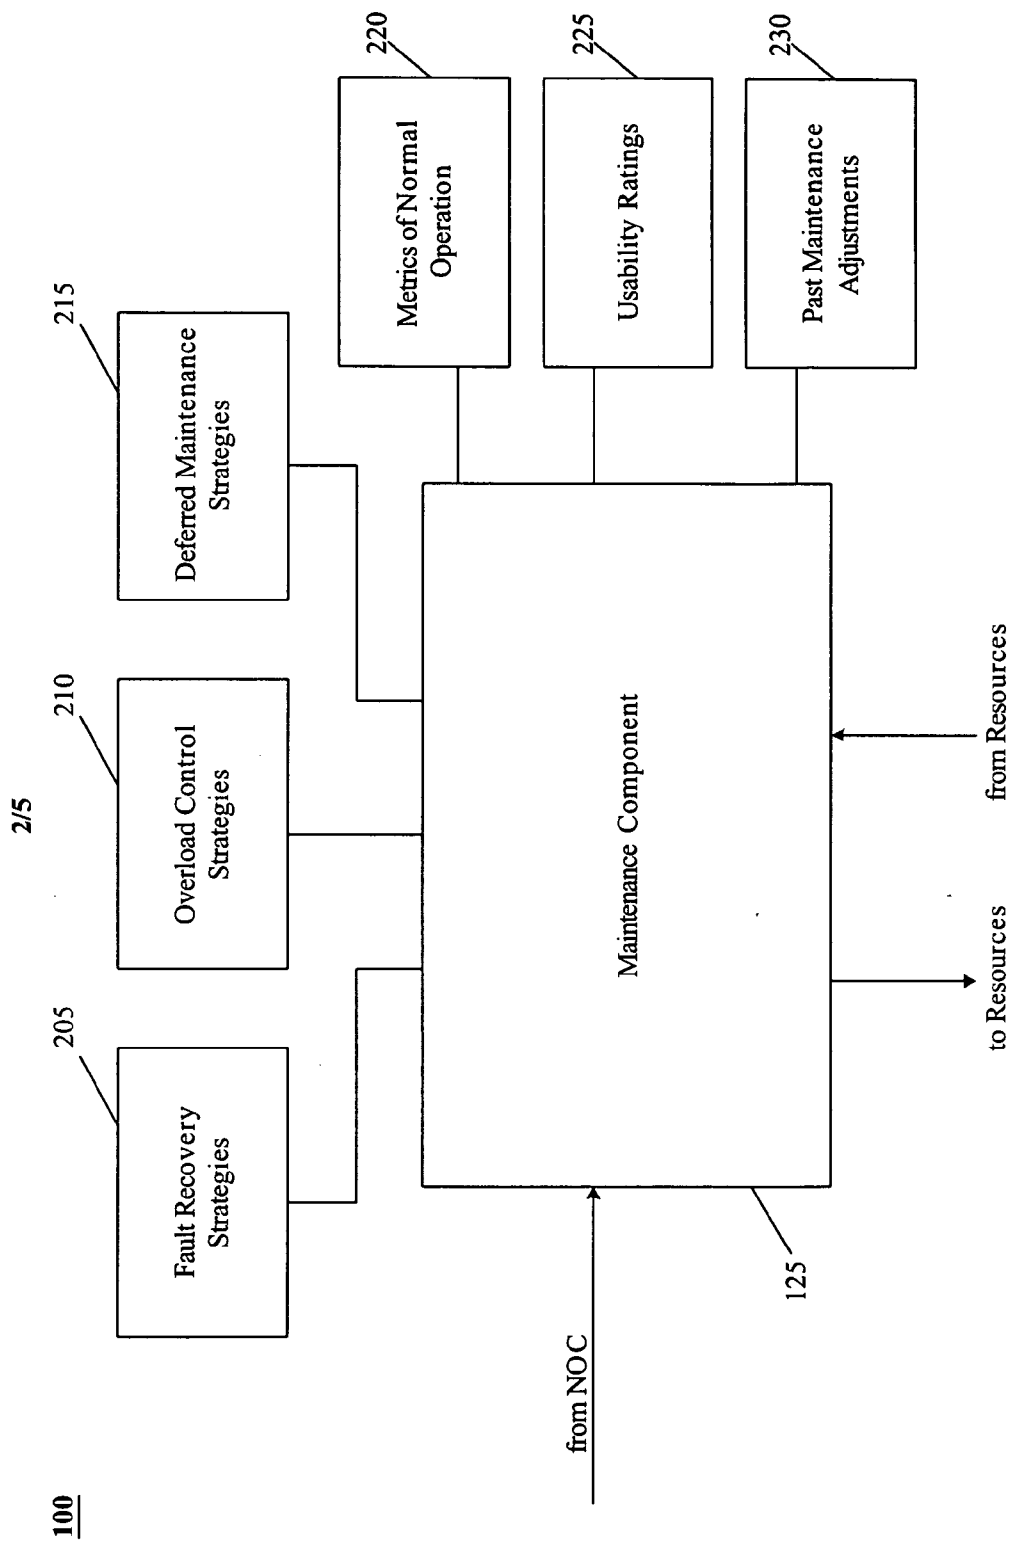 2/5
100
205
Fault Recovery
Strategies
210
Overload Control
Strategies
215
Deferred Maintenance
Strategies
220
Metrics of Normal
Operation
225
Usability Ratings
230
Past Maintenance
Adjustments
Maintenance Component
125
from NOC
to Resources
from Resources